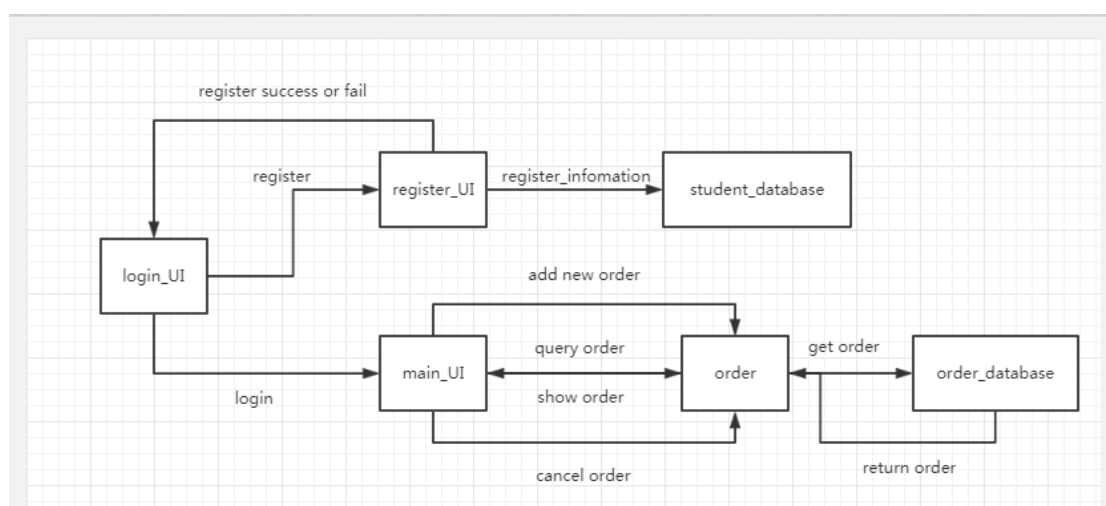 register success or fail
register
register_UI
register_infomation
student_database
login_UI
add new order
query order
get order
main_UI
order
order_database
show order
login
return order
cancel order